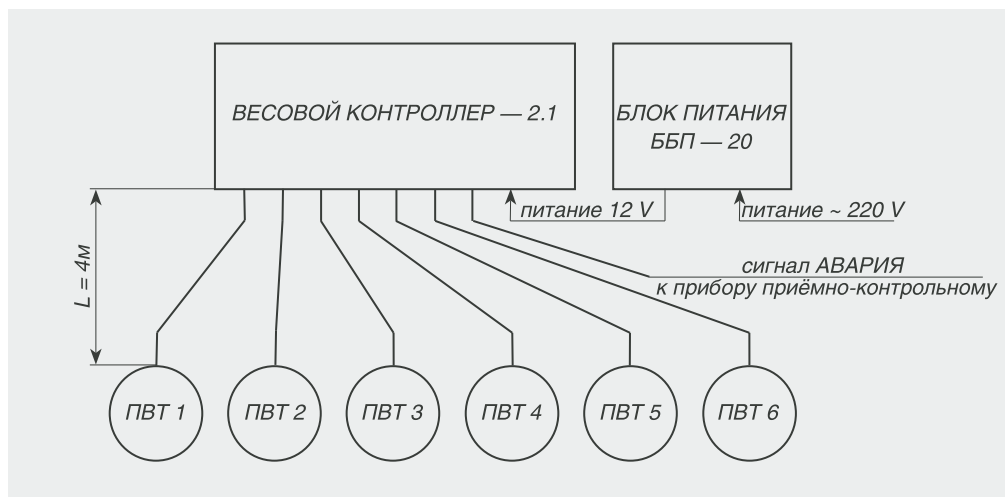 ВЕСОВОЙ КОНТРОЛЛЕР — 2.1
БЛОК ПИТАНИЯ
ББП — 20
питание 12 V
питание ~ 220 V
L = 4м
сигнал АВАРИЯ
к прибору приёмно-контрольному
ПВТ 1
ПВТ 2
ПВТ 3
ПВТ 4
ПВТ 5
ПВТ 6